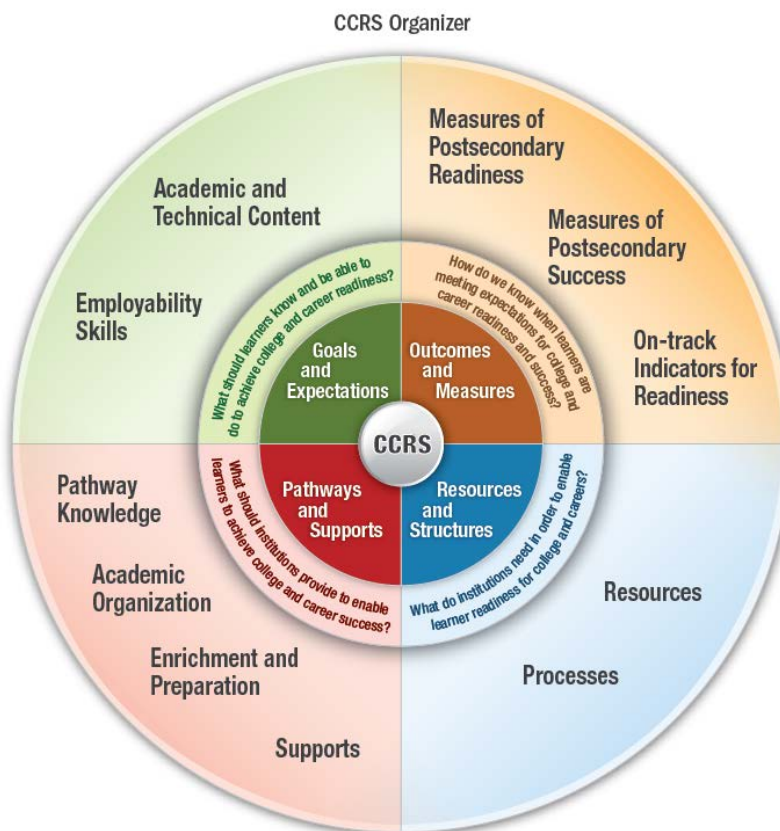 CCRS Organizer
Academic and
Technical Content
Employability
Skills
What should learners know and be able to
do to achieve college and career readiness?
Goals
and
Expectations
Measures of
Postsecondary
Readiness
Measures of
Postsecondary
Success
On-track
Indicators for
Readiness
How do we know when learners are
meeting expectations for college and
career readiness and success?
Outcomes
and
Measures
CCRS
Pathway
Knowledge
Academic
Organization
Enrichment and
Preparation
Supports
What should institutions provide to enable
learners to achieve college and career success?
Pathways
and
Supports
Resources
and
Structures
What do institutions need in order to enable
learner readiness for college and careers?
Resources
Processes